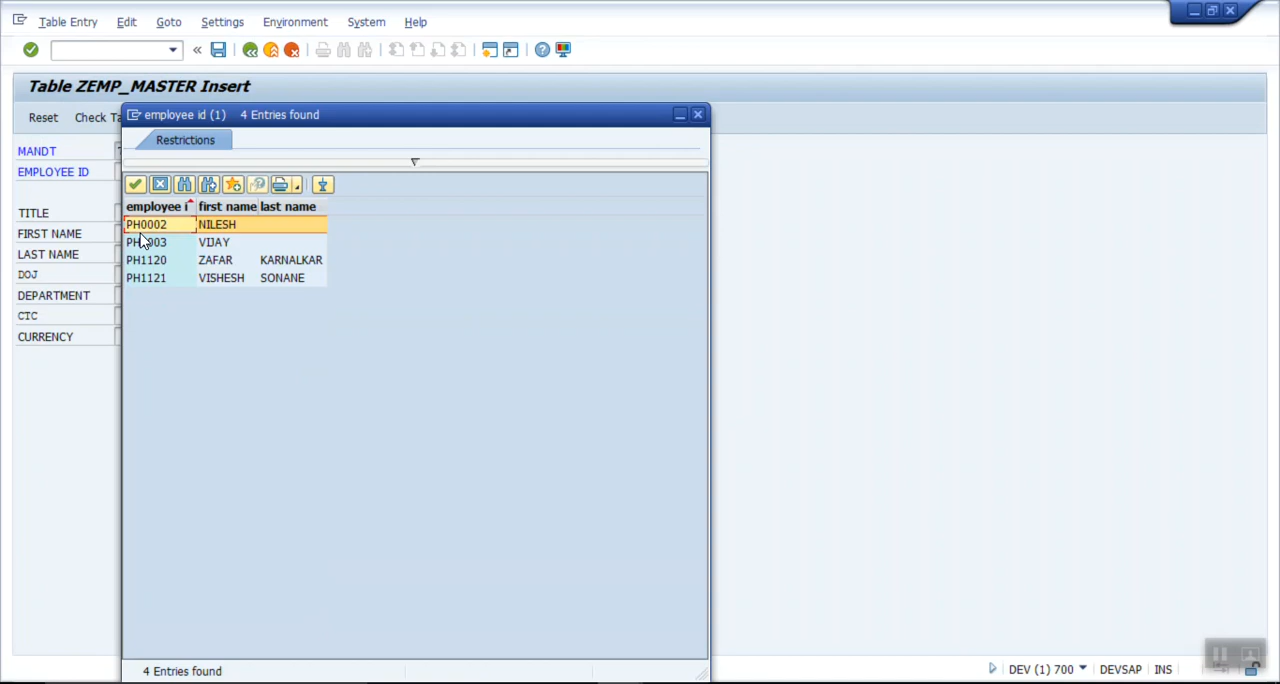 Table Entry Edit Goto Settings Environment System Help
Table ZEMP_MASTER Insert
Reset Check Ta
employee id (1) 4 Entries found
Restrictions
MANDT
EMPLOYEE ID
TITLE
FIRST NAME
LAST NAME
DOJ
DEPARTMENT
CTC
CURRENCY
employee i first name last name
PH0002 NILESH
PH 003 VIJAY
PH1120 ZAFAR KARNALKAR
PH1121 VISHESH SONANE
4 Entries found
DEV (1) 700 DEVSAP INS